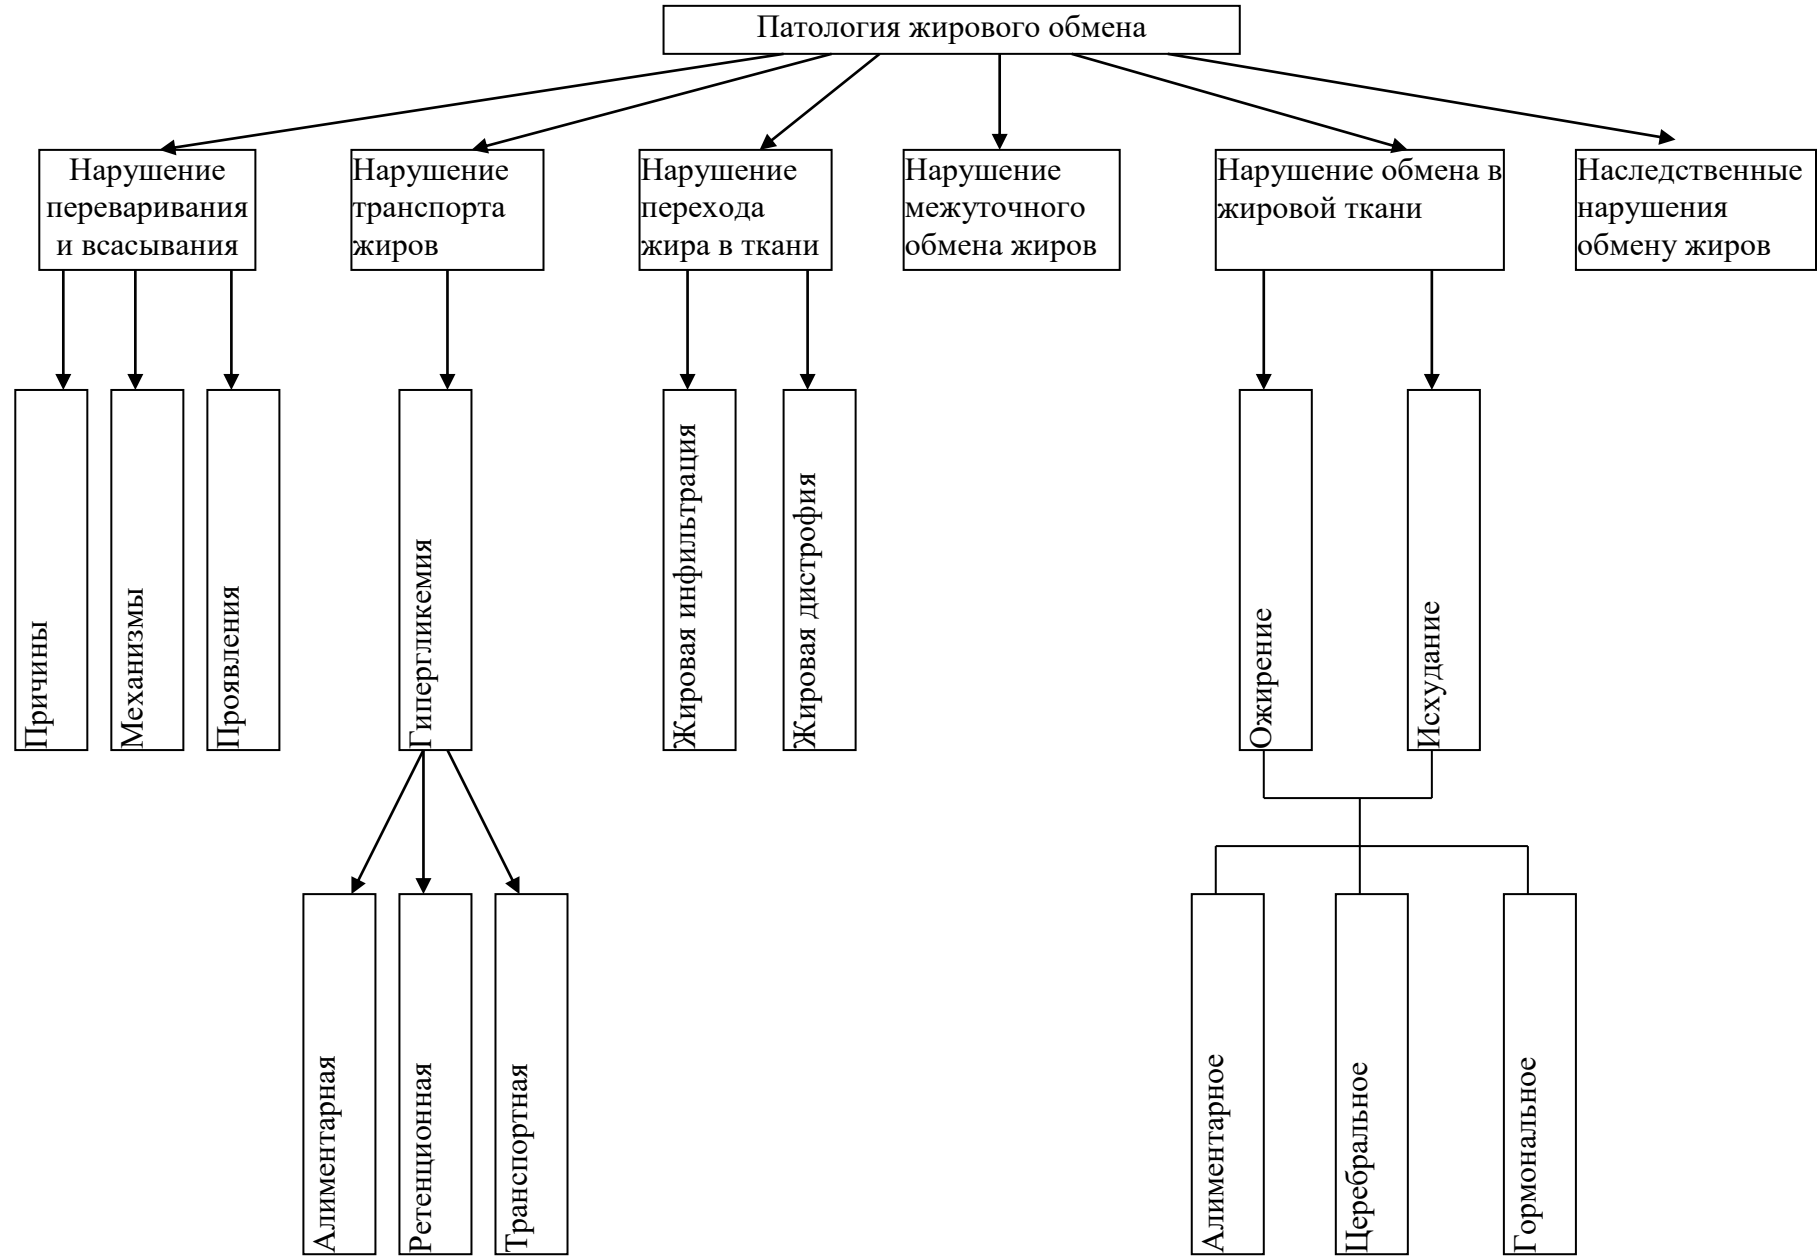 Патология жирового обмена
Нарушение
переваривания
и всасывания
Нарушение
транспорта
жиров
Нарушение
перехода
жира в ткани
Нарушение
межуточного
обмена жиров
Нарушение обмена в
жировой ткани
Наследственные
нарушения
обмену жиров
Причины
Механизмы
Проявления
Гипергликемия
Жировая инфильтрация
Жировая дистрофия
Ожирение
Исхудание
Алиментарная
Ретенционная
Транспортная
Алиментарное
Церебральное
Гормональное